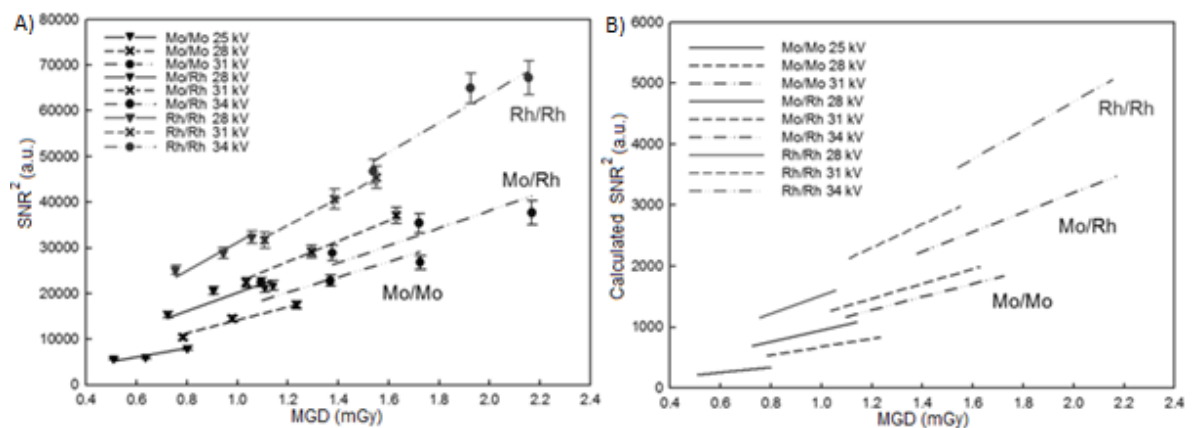 A)
80000
70000
60000
50000
40000
30000
20000
10000
0
SNR² (a.u.)
Mo/Mo 25 kV
Mo/Mo 28 kV
Mo/Mo 31 kV
Mo/Rh 28 kV
Mo/Rh 31 kV
Mo/Rh 34 kV
Rh/Rh 28 kV
Rh/Rh 31 kV
Rh/Rh 34 kV
Rh/Rh
Mo/Rh
Mo/Mo
0.4 0.6 0.8 1.0 1.2 1.4 1.6 1.8 2.0 2.2 2.4
MGD (mGy)
B)
6000
5000
4000
3000
2000
1000
0
Calculated SNR² (a.u.)
Mo/Mo 25 kV
Mo/Mo 28 kV
Mo/Mo 31 kV
Mo/Rh 28 kV
Mo/Rh 31 kV
Mo/Rh 34 kV
Rh/Rh 28 kV
Rh/Rh 31 kV
Rh/Rh 34 kV
Rh/Rh
Mo/Rh
Mo/Mo
0.4 0.6 0.8 1.0 1.2 1.4 1.6 1.8 2.0 2.2 2.4
MGD (mGy)